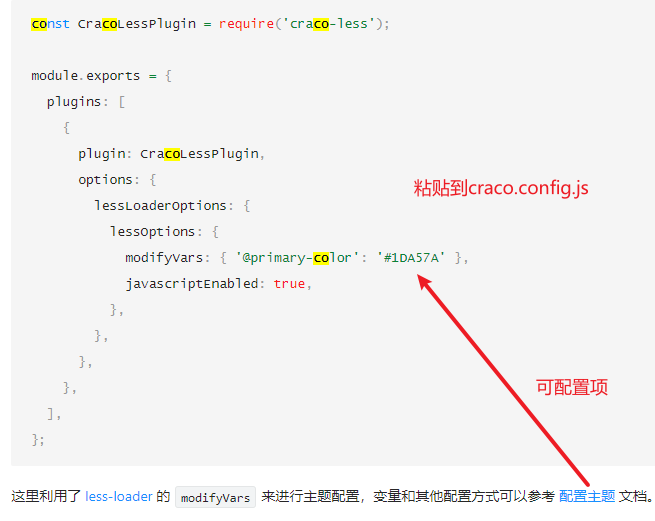 const CracoLessPlugin = require('craco-less');
module.exports = {
plugins: [
{
plugin: CracoLessPlugin,
options: {
粘贴到craco.config.js
lessLoaderOptions: {
lessOptions: {
modifyVars: { '@primary-color': '#1DA57A' },
javascriptEnabled: true,
},
},
},
可配置项
},
],
};
这里利用了 less-loader 的 modifyVars 来进行主题配置，变量和其他配置方式可以参考 配置主题 文档。